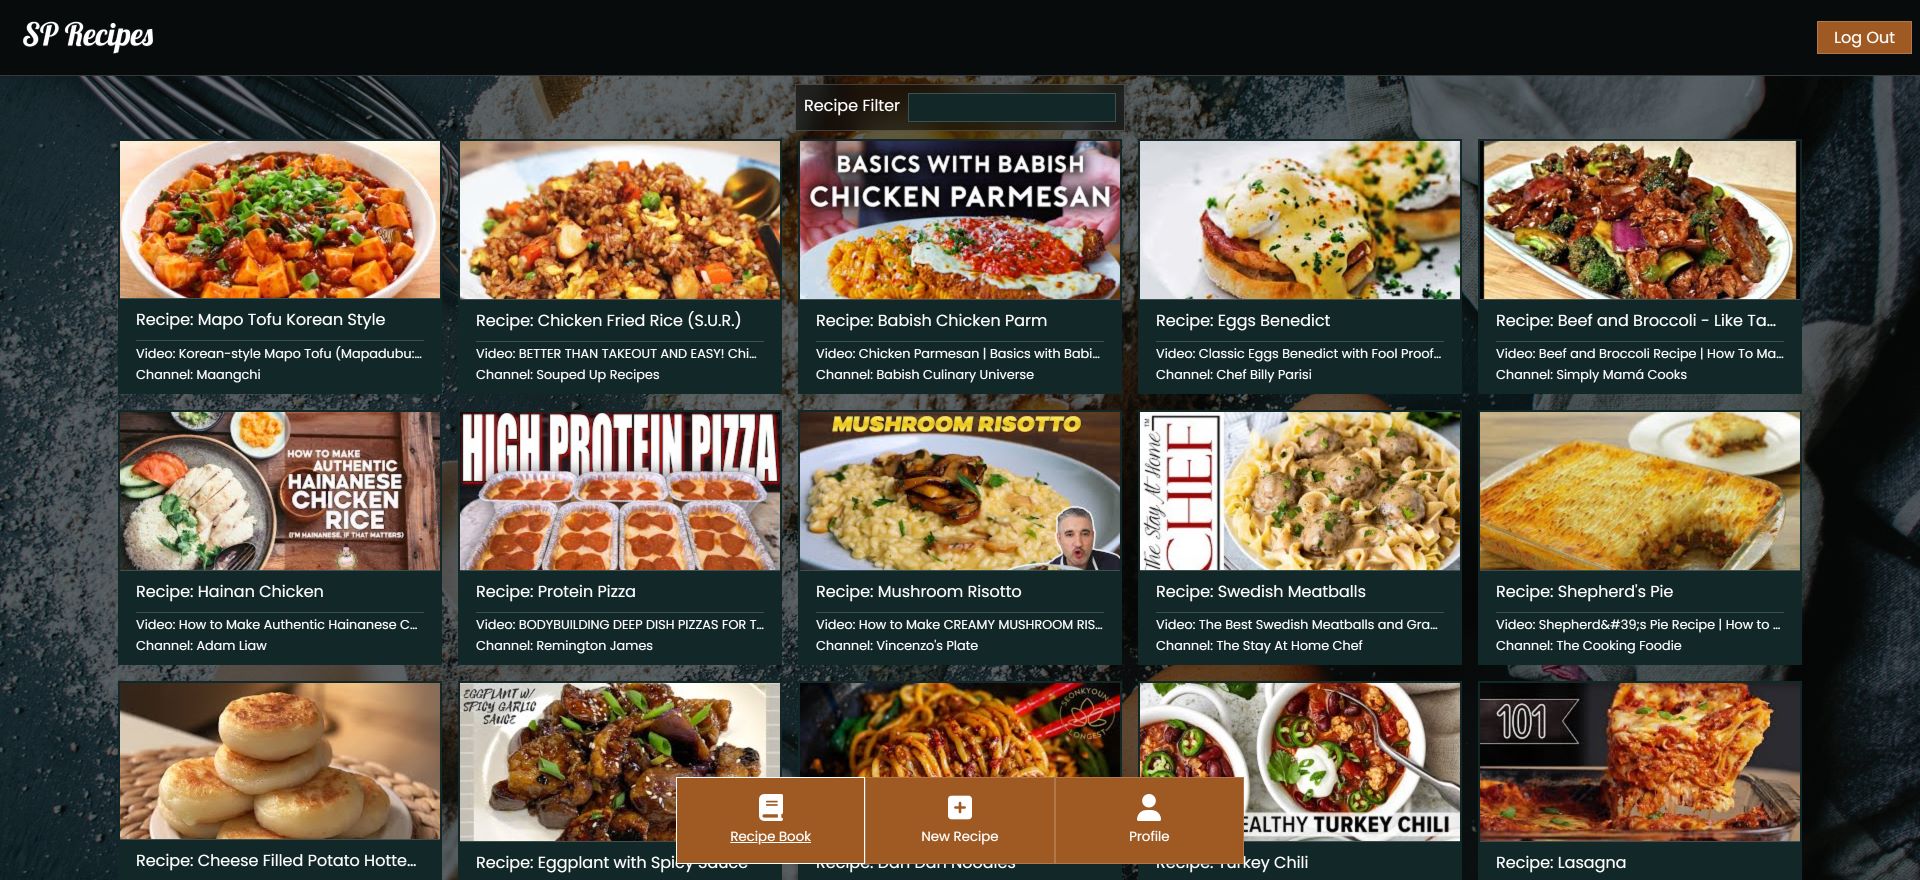 SP Recipes
Log Out
Recipe Filter
BASICS WITH BABISH
CHICKEN PARMESAN
Recipe: Mapo Tofu Korean Style
Video: Korean-style Mapo Tofu (Mapadubu:...
Channel: Maangchi
Recipe: Chicken Fried Rice (S.U.R.)
Video: BETTER THAN TAKEOUT AND EASY! Chi...
Channel: Souped Up Recipes
Recipe: Babish Chicken Parm
Video: Chicken Parmesan | Basics with Babi...
Channel: Babish Culinary Universe
Recipe: Eggs Benedict
Video: Classic Eggs Benedict with Fool Proof...
Channel: Chef Billy Parisi
Recipe: Beef and Broccoli - Like Ta...
Video: Beef and Broccoli Recipe | How To Ma...
Channel: Simply Mamá Cooks
HOW TO MAKE
AUTHENTIC
HAINANESE
CHICKEN
RICE
(I'M HAINANESE, IF THAT MATTERS)
HIGH PROTEIN PIZZA
MUSHROOM RISOTTO
The Stay At Home
CHEF
Recipe: Hainan Chicken
Video: How to Make Authentic Hainanese C...
Channel: Adam Liaw
Recipe: Protein Pizza
Video: BODYBUILDING DEEP DISH PIZZAS FOR T...
Channel: Remington James
Recipe: Mushroom Risotto
Video: How to Make CREAMY MUSHROOM RIS...
Channel: Vincenzo's Plate
Recipe: Swedish Meatballs
Video: The Best Swedish Meatballs and Gra...
Channel: The Stay At Home Chef
Recipe: Shepherd's Pie
Video: Shepherd&#39;s Pie Recipe | How to ...
Channel: The Cooking Foodie
EGGPLANT W/
SPICY GARLIC
SAUCE
SEONKYOUNG
LONGEST
EALTHY TURKEY CHILI
101
Recipe: Cheese Filled Potato Hotte...
Recipe: Eggplant with Spicy Sauce
Recipe: Dan Dan Noodles
Recipe: Turkey Chili
Recipe: Lasagna
Recipe Book
New Recipe
Profile